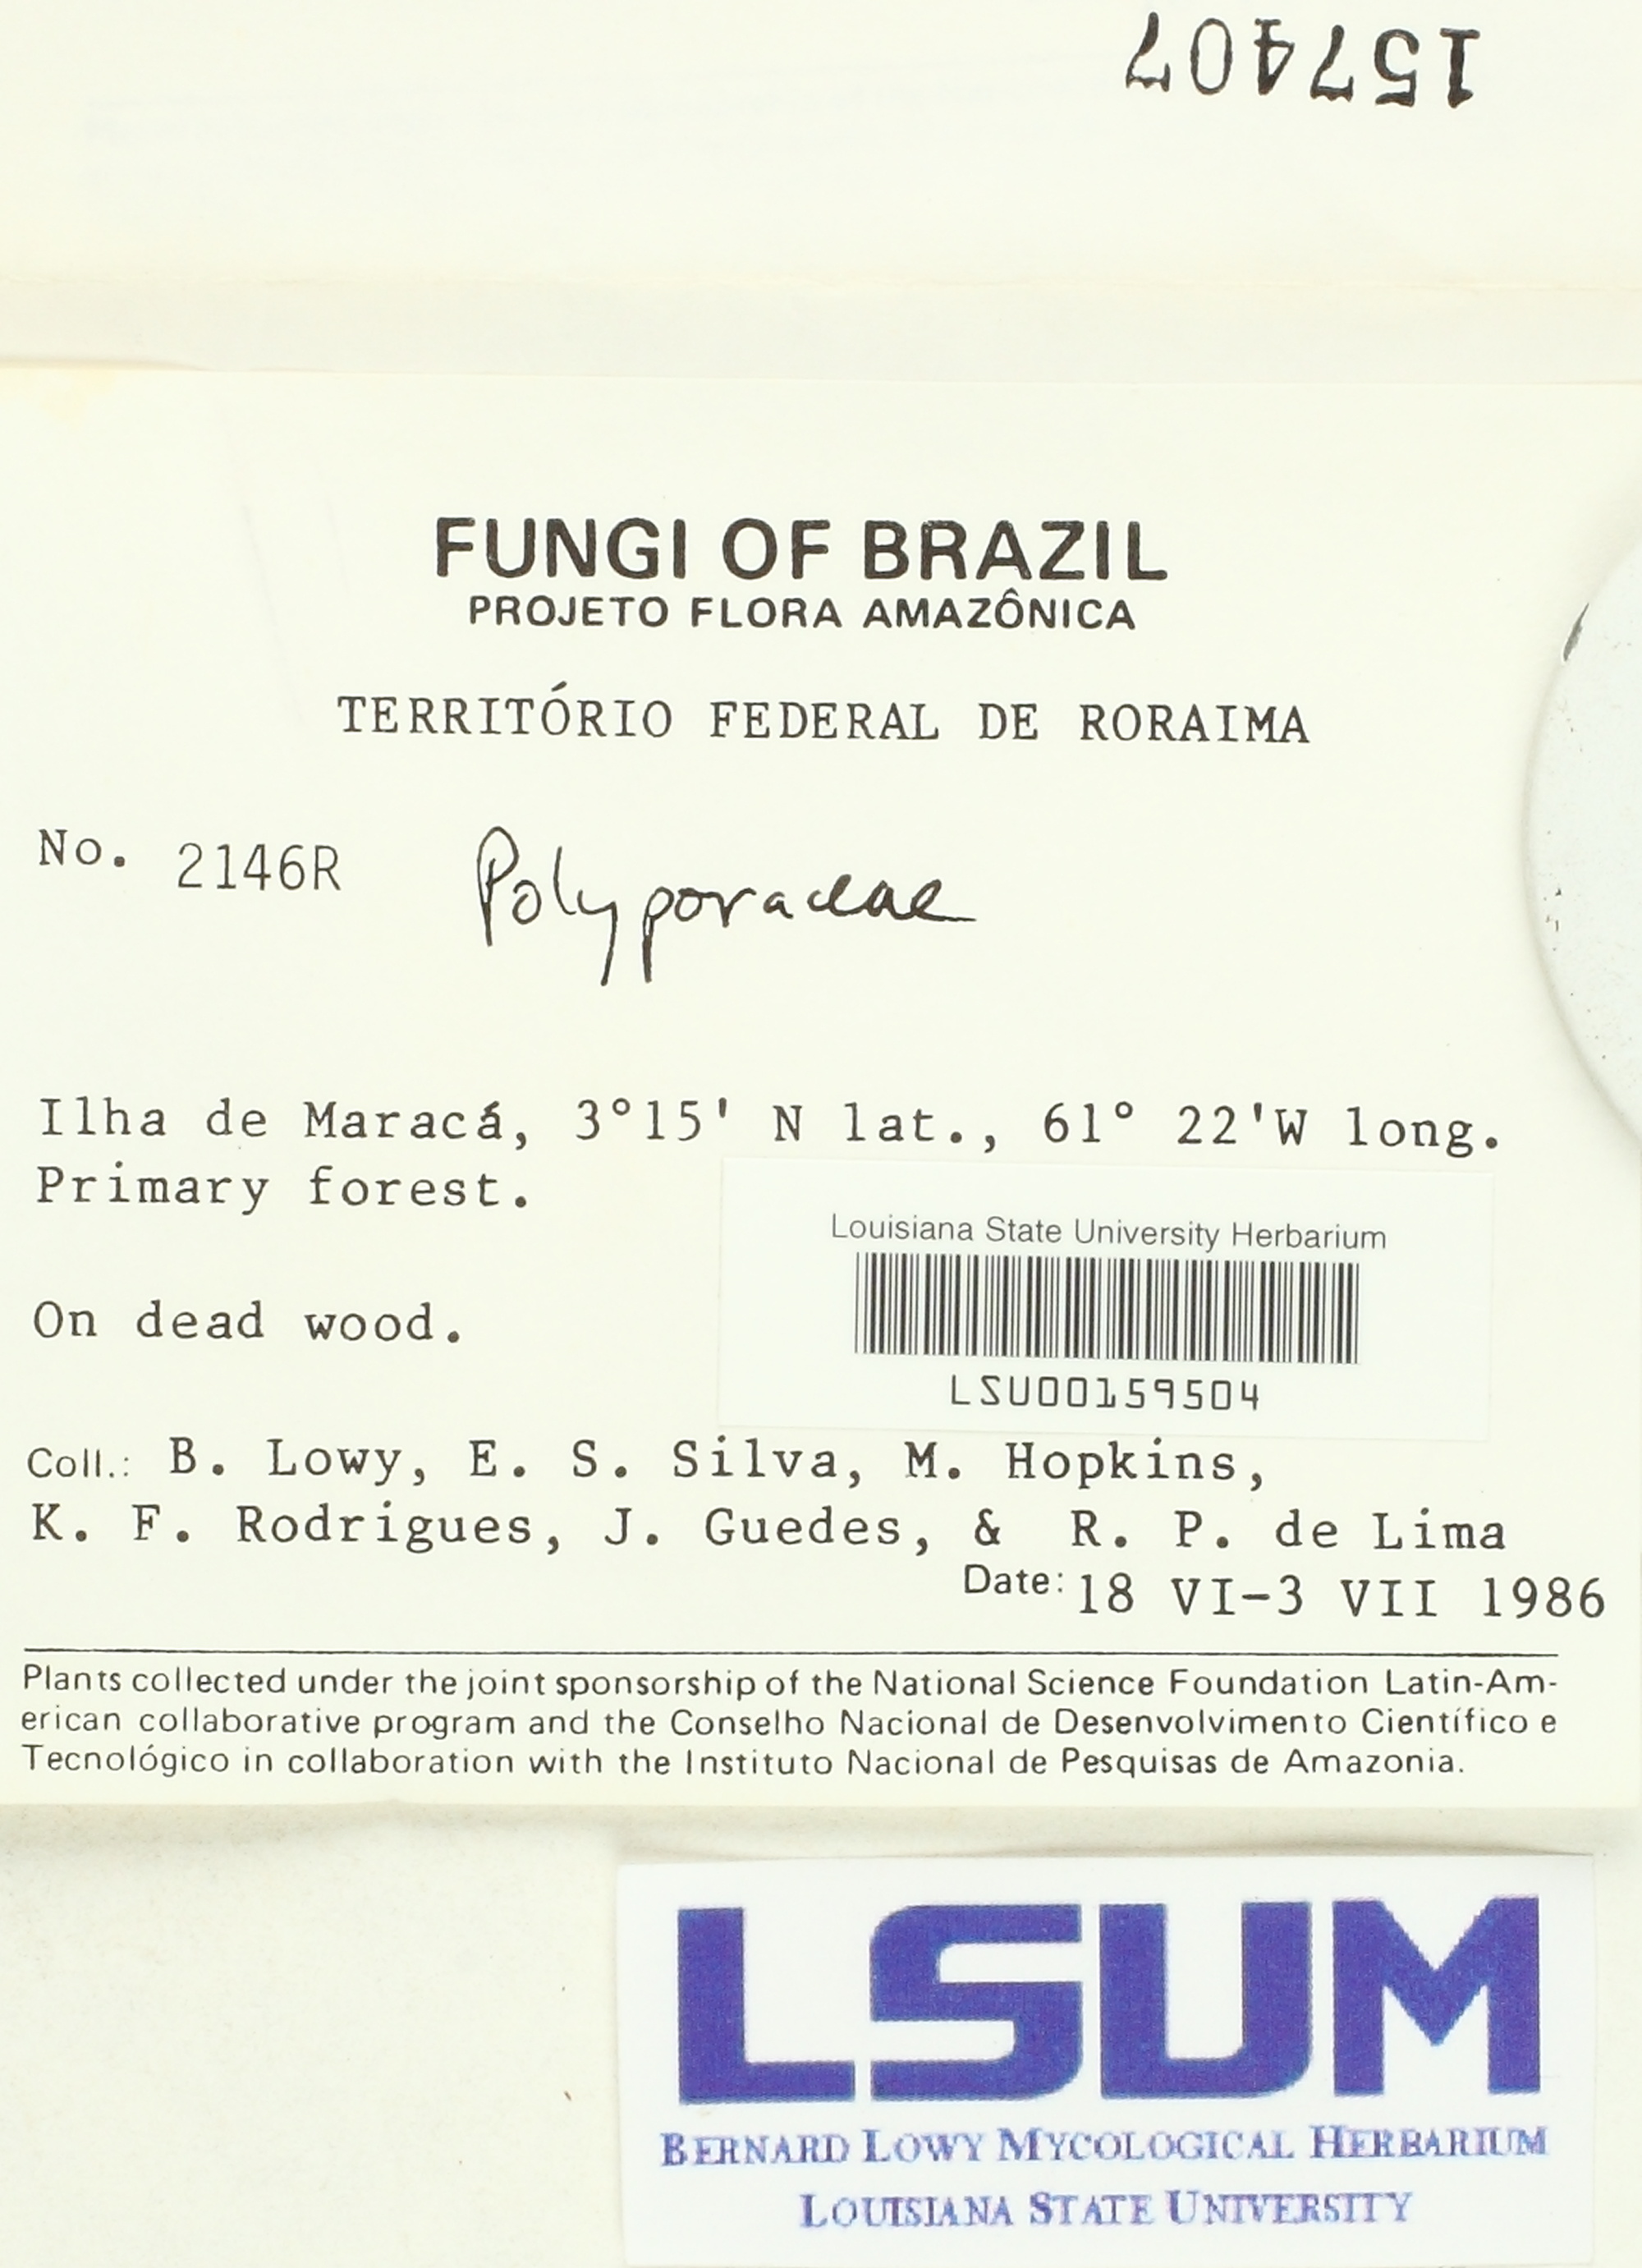 157407
FUNGI OF BRAZIL
PROJETO FLORA AMAZÔNICA
TERRITÓRIO FEDERAL DE RORAIMA
No. 2146R Polyporaceae
Ilha de Maracá, 3°15' N lat., 61° 22'W long.
Primary forest.
Louisiana State University Herbarium
LSU00159504
On dead wood.
Coll.: B. Lowy, E. S. Silva, M. Hopkins,
K. F. Rodrigues, J. Guedes, & R. P. de Lima
Date: 18 VI-3 VII 1986
Plants collected under the joint sponsorship of the National Science Foundation Latin-Am-
erican collaborative program and the Conselho Nacional de Desenvolvimento Científico e
Tecnológico in collaboration with the Instituto Nacional de Pesquisas de Amazonia.
LSUM
BERNARD LOWY MYCOLOGICAL HERBARIUM
LOUISIANA STATE UNIVERSITY